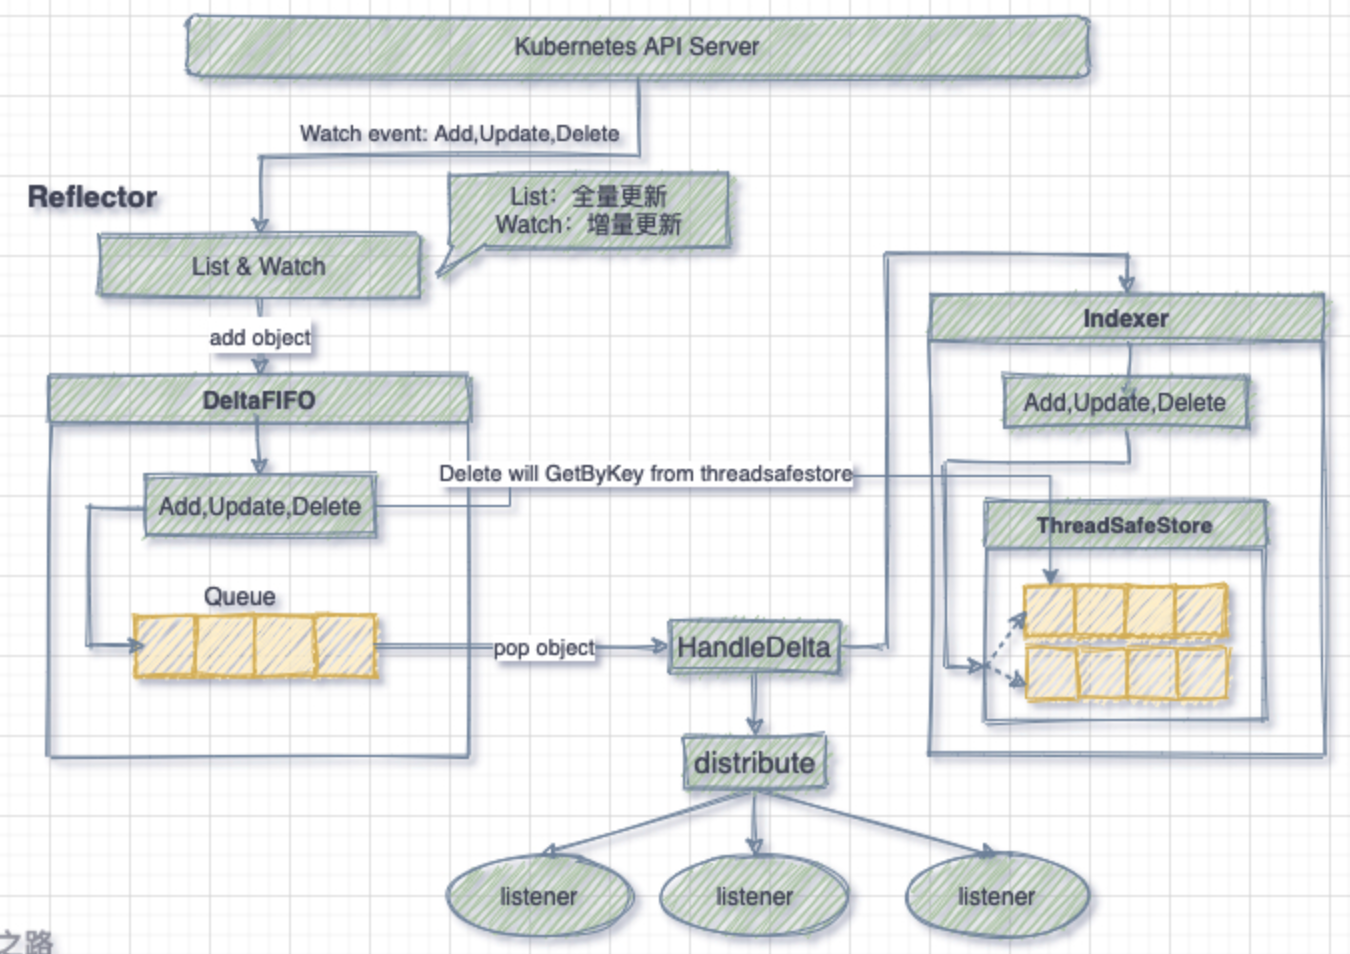 Kubernetes API Server
Watch event: Add,Update,Delete
Reflector
List：全量更新
Watch：增量更新
List & Watch
add object
DeltaFIFO
Add,Update,Delete
Queue
Delete will GetByKey from threadsafestore
pop object
HandleDelta
distribute
listener
listener
listener
Indexer
Add,Update,Delete
ThreadSafeStore
之路